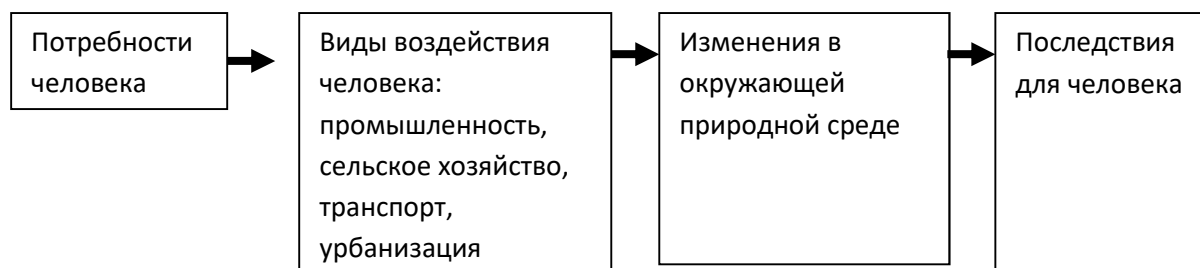 Потребности
человека
Виды воздействия
человека:
промышленность,
сельское хозяйство,
транспорт,
урбанизация
Изменения в
окружающей
природной среде
Последствия
для человека